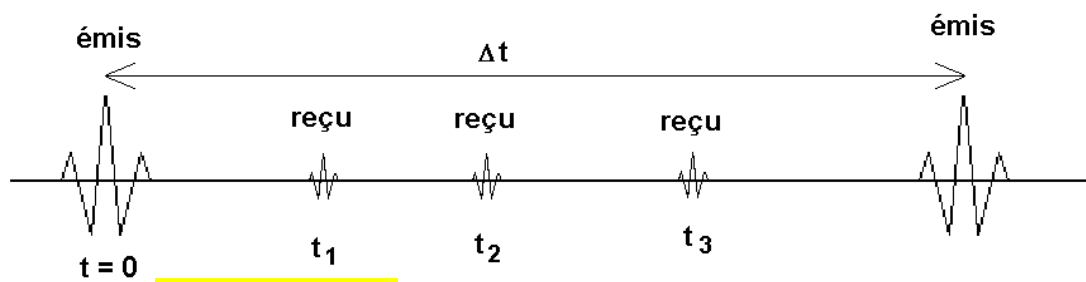 émis émis
Δt
reçu reçu reçu
t1 t2 t3
t = 0